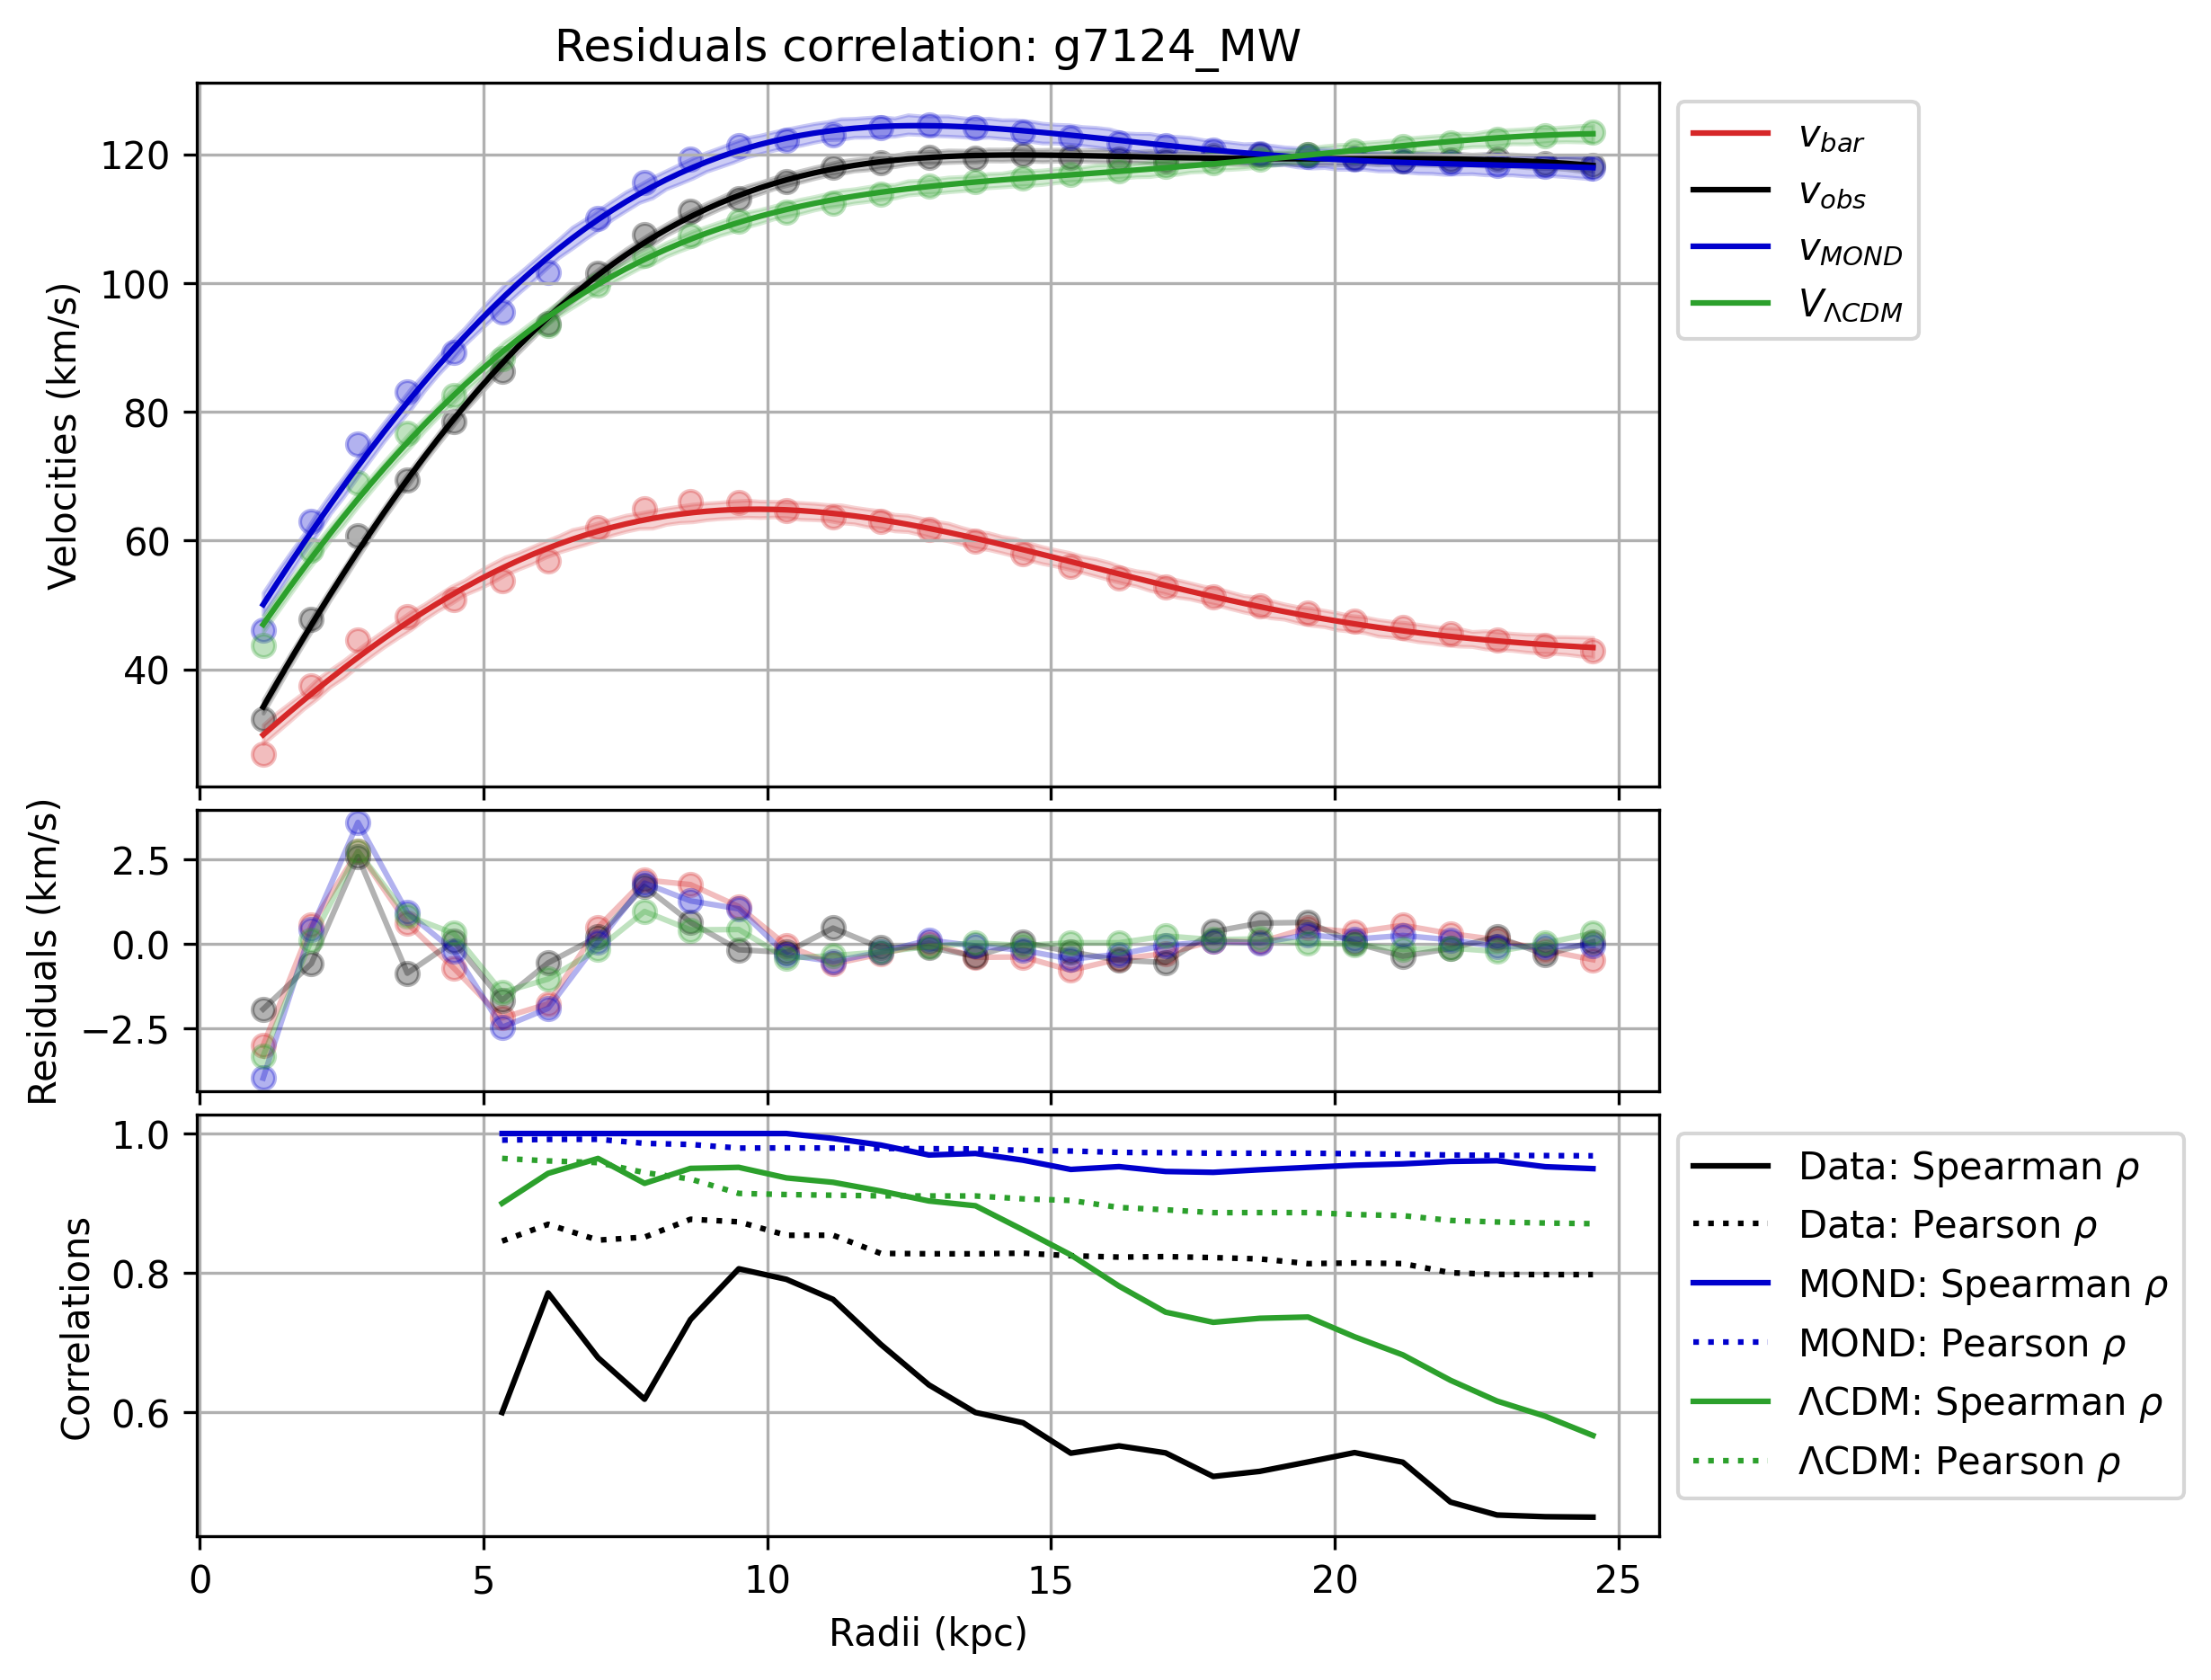 Residuals correlation: g7124_MW
120
100
80
60
40
Velocities (km/s)
v_bar
v_obs
v_MOND
V_ΛCDM
2.5
0.0
−2.5
Residuals (km/s)
1.0
0.8
0.6
Correlations
Data: Spearman ρ
Data: Pearson ρ
MOND: Spearman ρ
MOND: Pearson ρ
ΛCDM: Spearman ρ
ΛCDM: Pearson ρ
0 5 10 15 20 25
Radii (kpc)